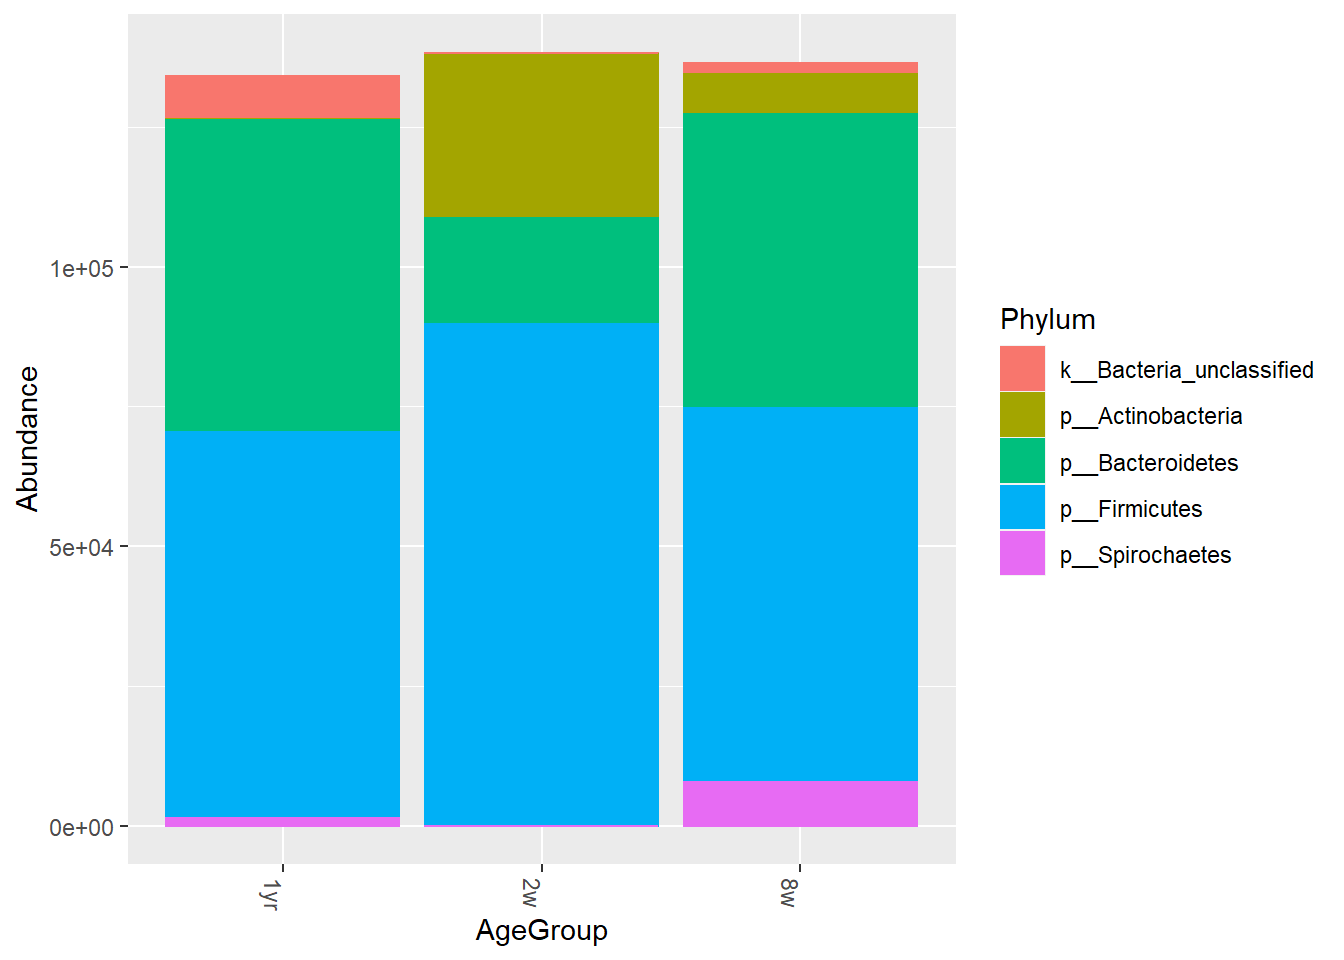 Abundance
1e+05
5e+04
0e+00
1yr
2w
8w
AgeGroup
Phylum
k__Bacteria_unclassified
p__Actinobacteria
p__Bacteroidetes
p__Firmicutes
p__Spirochaetes